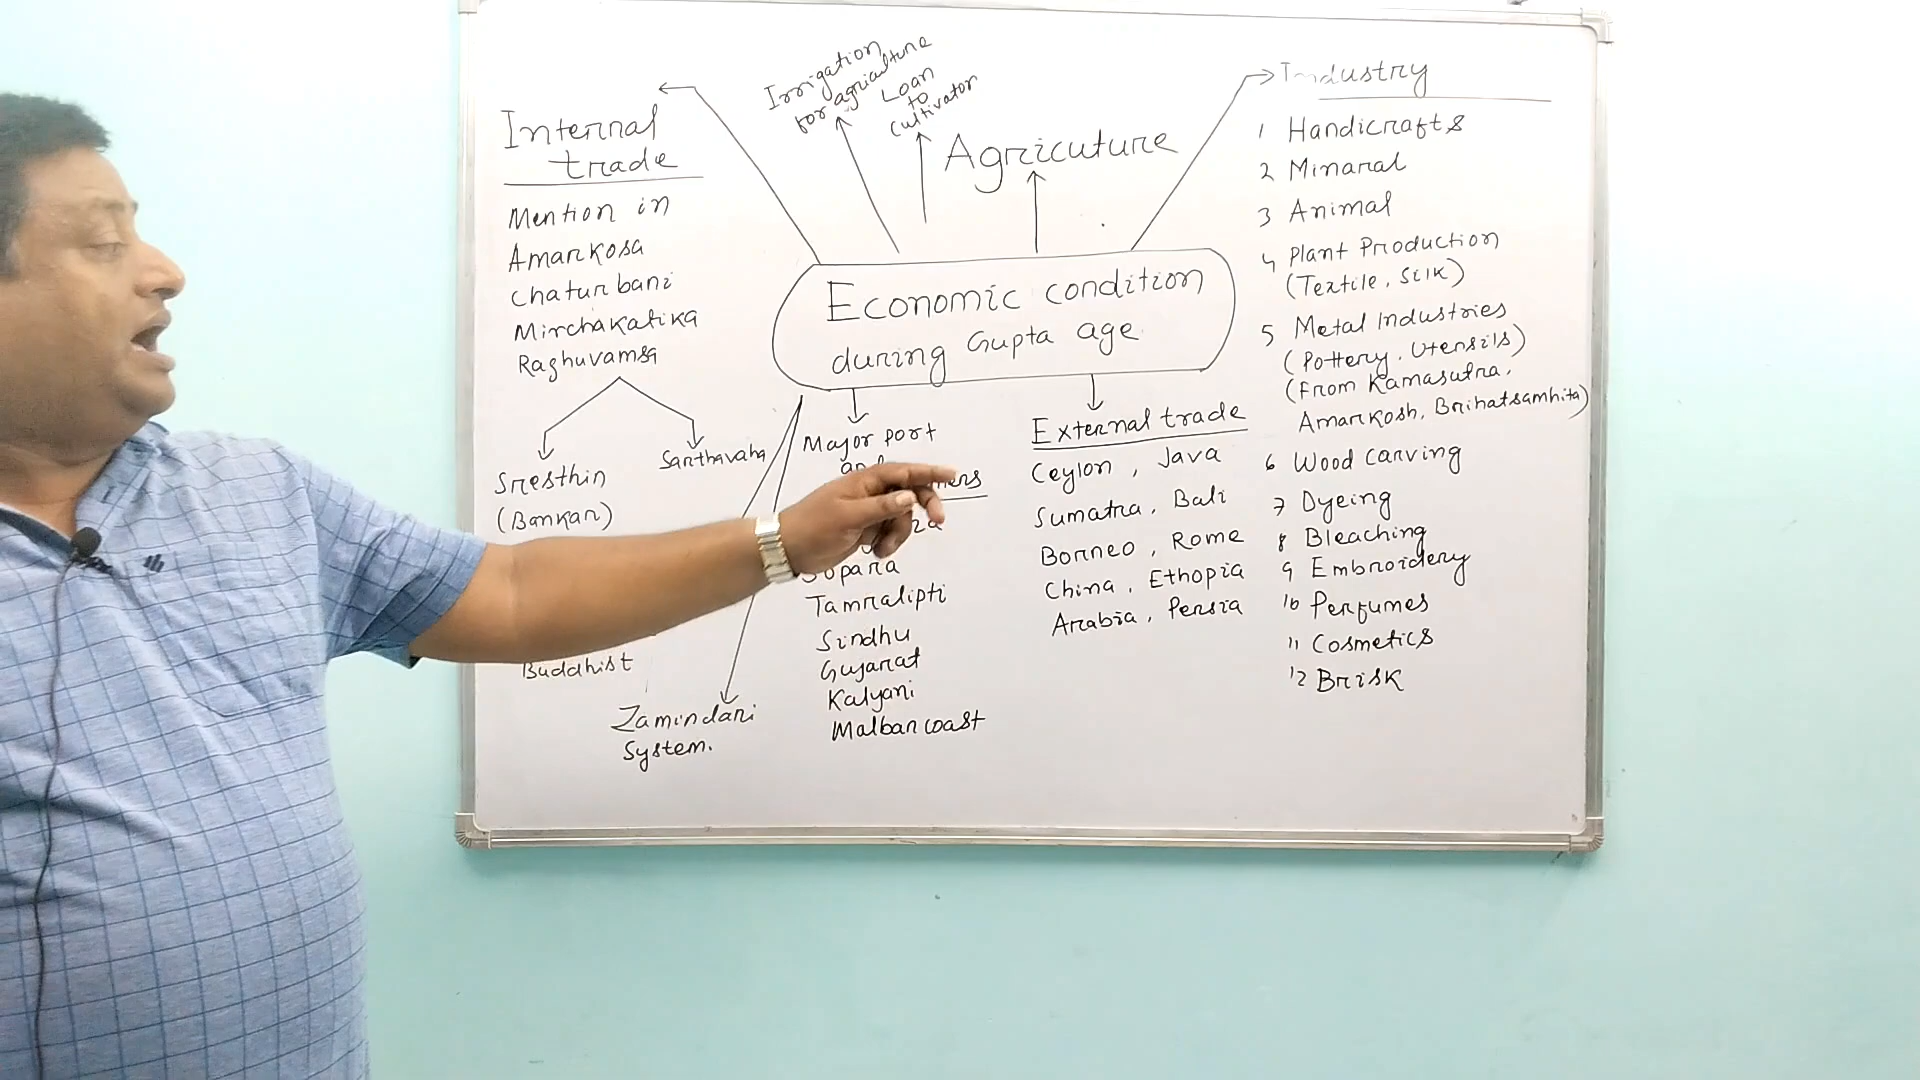 Internal
trade
Mention in
Amarkosa
Chaturbani
Mirchakatika
Raghuvamsa
Sresthin
(Bankar)
Sarthavaha
Buddhist
Zamindari
System.
Irrigation
for agriculture
Loan
to
Cultivator
Agricuture
Economic condition
during Gupta age
Major port
and
Sopara
Tamralipti
Sindhu
Gujarat
Kalyani
Malbar coast
External trade
Ceylon, Java
Sumatra, Bali
Borneo, Rome
China, Ethopia
Arabia, Persia
Industry
1 Handicrafts
2 Minaral
3 Animal
4 Plant Production
(Textile, Silk)
5 Metal Industries
(Pottery, Utensils)
(From Kamasutra,
Amarkosh, Brihatsamhita)
6 Wood carving
7 Dyeing
8 Bleaching
9 Embroidery
10 Perfumes
11 Cosmetics
12 Brisk